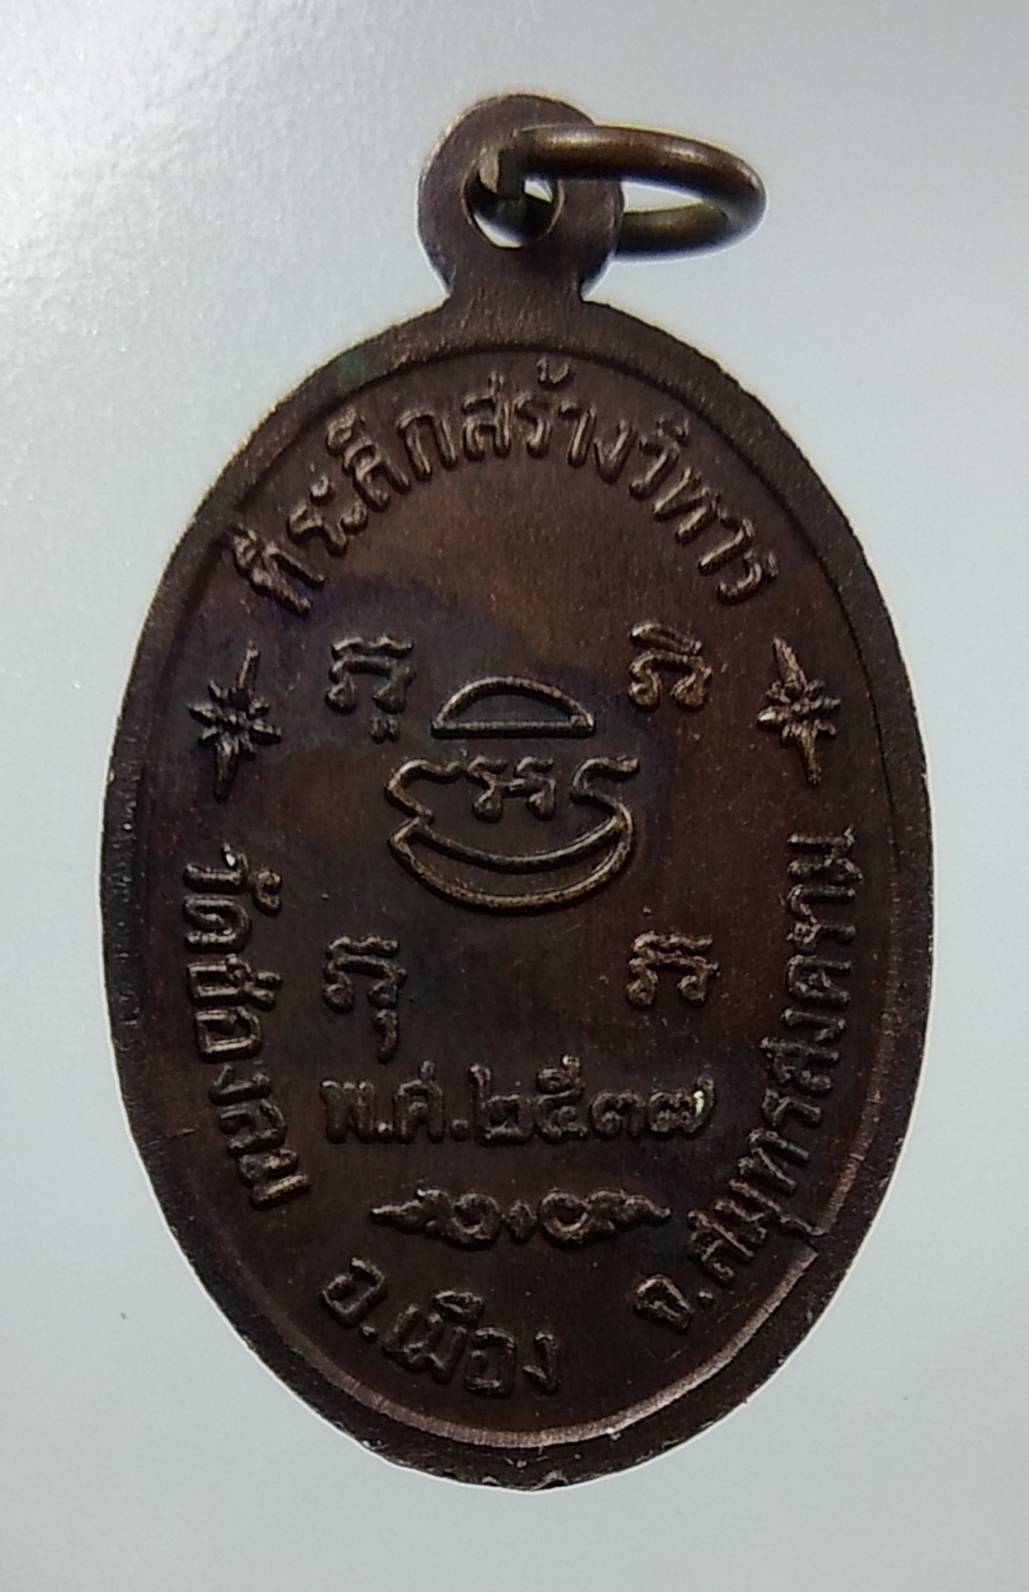 ที่ระลึกสร้างวิหาร
พ.ศ.๒๕๓๗
วัดช่องลม อ.เมือง จ.สมุทรสงคราม